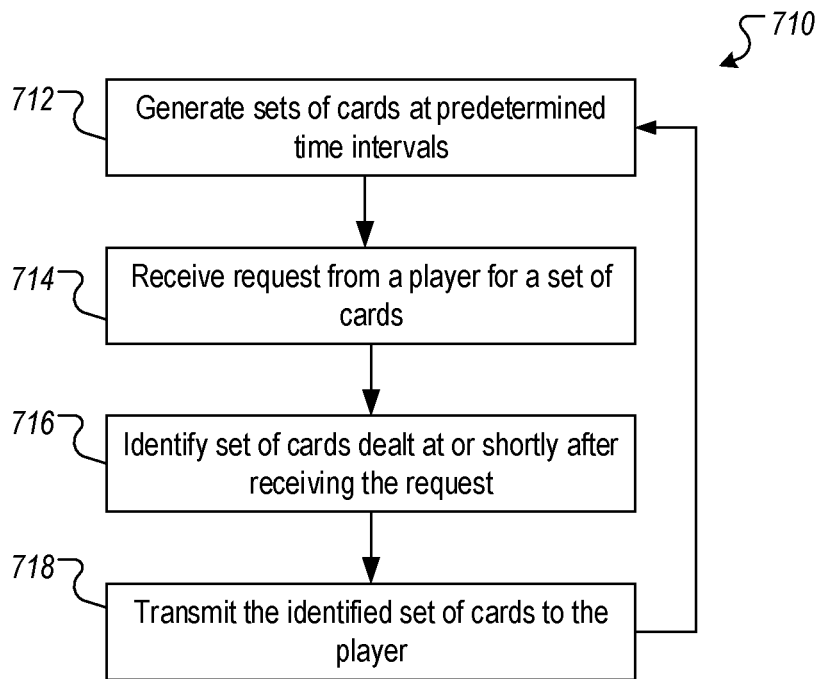 710
712
Generate sets of cards at predetermined
time intervals
714
Receive request from a player for a set of
cards
716
Identify set of cards dealt at or shortly after
receiving the request
718
Transmit the identified set of cards to the
player